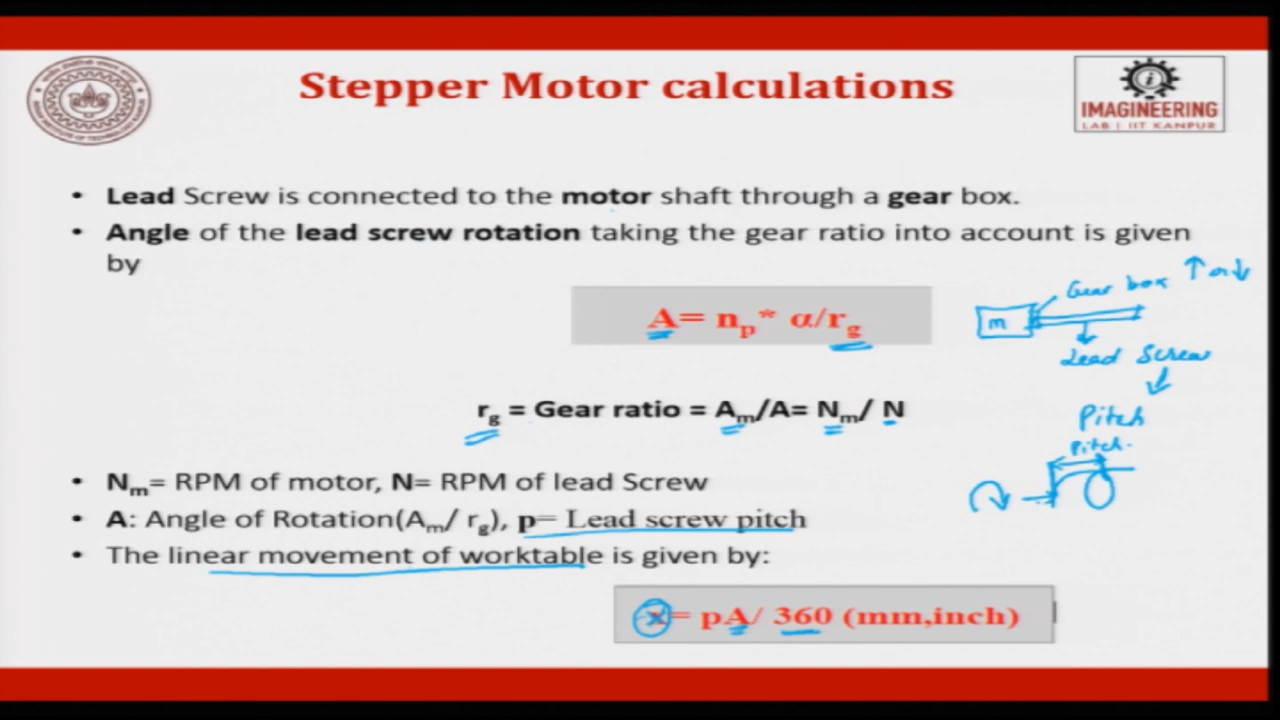 Stepper Motor calculations
IMAGINEERING
LAB | IIT KANPUR
• Lead Screw is connected to the motor shaft through a gear box.
• Angle of the lead screw rotation taking the gear ratio into account is given
by
Gear box ↑ or ↓
A= np* α/rg
m
Lead Screw
rg = Gear ratio = Am/A= Nm/ N
Pitch
Pitch.
• Nm= RPM of motor, N= RPM of lead Screw
• A: Angle of Rotation(Am/ rg), p= Lead screw pitch
• The linear movement of worktable is given by:
x= pA/ 360 (mm,inch)